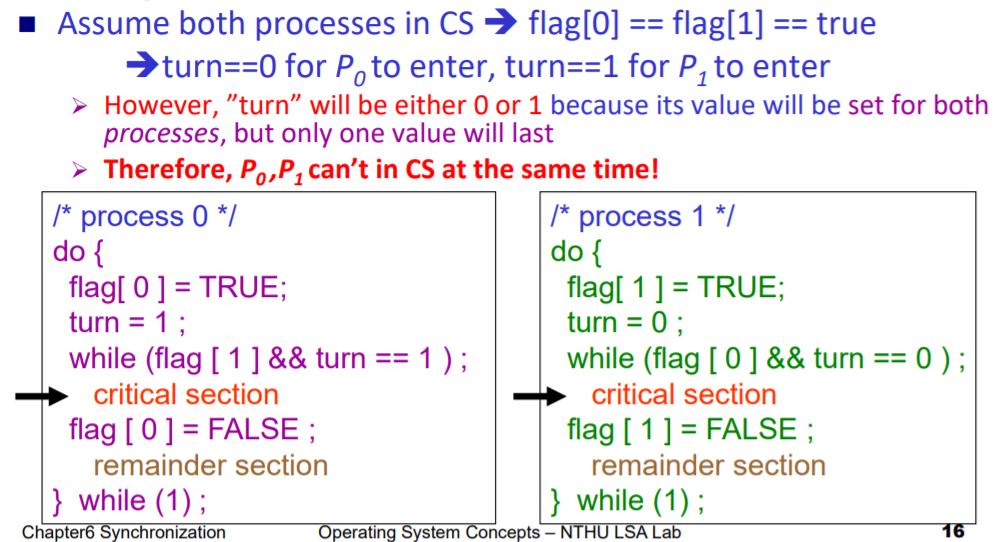 ■ Assume both processes in CS ➔ flag[0] == flag[1] == true
➔turn==0 for P0 to enter, turn==1 for P1 to enter
➢ However, ”turn” will be either 0 or 1 because its value will be set for both
processes, but only one value will last
➢ Therefore, P0,P1 can’t in CS at the same time!
/* process 0 */
do {
flag[ 0 ] = TRUE;
turn = 1 ;
while (flag [ 1 ] && turn == 1 ) ;
critical section
flag [ 0 ] = FALSE ;
remainder section
} while (1) ;
/* process 1 */
do {
flag[ 1 ] = TRUE;
turn = 0 ;
while (flag [ 0 ] && turn == 0 ) ;
critical section
flag [ 1 ] = FALSE ;
remainder section
} while (1) ;
Chapter6 Synchronization Operating System Concepts – NTHU LSA Lab 16